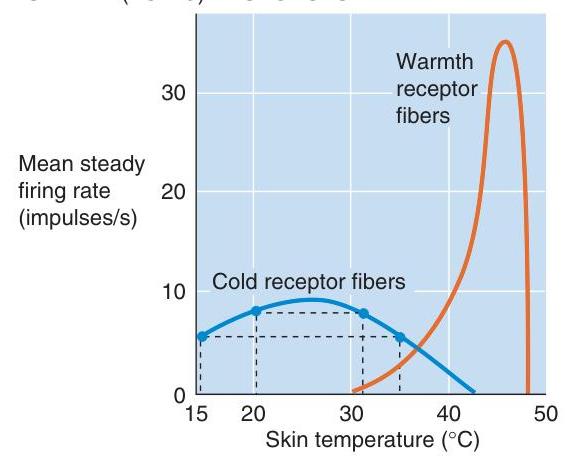 Warmth
receptor
fibers
30
Mean steady
firing rate
(impulses/s)
20
Cold receptor fibers
10
0
15 20 30 40 50
Skin temperature (°C)